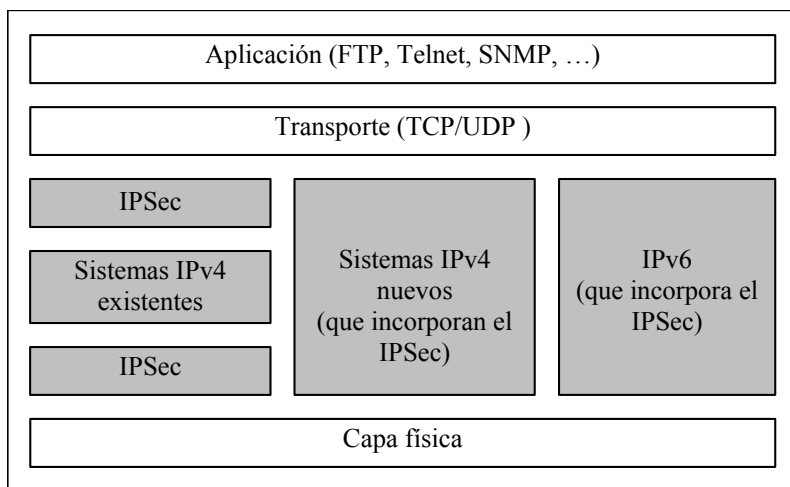 Aplicación (FTP, Telnet, SNMP, …)
Transporte (TCP/UDP )
IPSec
Sistemas IPv4
existentes
IPSec
Sistemas IPv4
nuevos
(que incorporan el
IPSec)
IPv6
(que incorpora el
IPSec)
Capa física